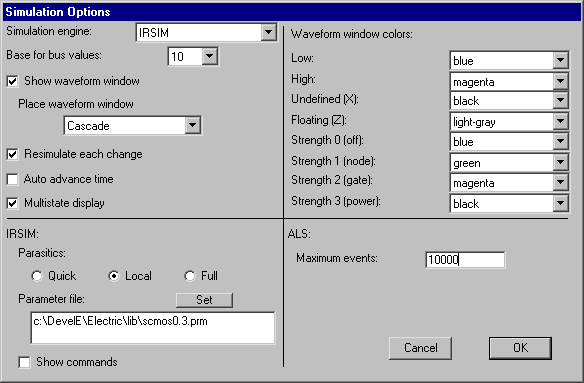 Simulation Options
Simulation engine: IRSIM
Base for bus values: 10
Show waveform window
Place waveform window
Cascade
Resimulate each change
Auto advance time
Multistate display
Waveform window colors:
Low: blue
High: magenta
Undefined (X): black
Floating (Z): light-gray
Strength 0 (off): blue
Strength 1 (node): green
Strength 2 (gate): magenta
Strength 3 (power): black
IRSIM:
Parasitics:
Quick Local Full
Parameter file: Set
c:\DevelE\Electric\lib\scmos0.3.prm
Show commands
ALS:
Maximum events: 10000
Cancel OK